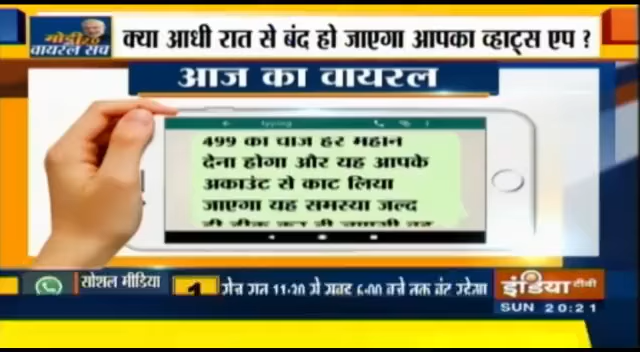 मोदी
वायरल सच
क्या आधी रात से बंद हो जाएगा आपका व्हाट्स एप ?
आज का वायरल
typing
499 का चाज हर महान
देना होगा और यह आपके
अकाउंट से काट लिया
जाएगा यह समस्या जल्द
सोशल मीडिया
1
रोज रात 11:30 से सुबह 6:00 बजे तक बंद रहेगा
इंडिया टीवी
SUN 20:21